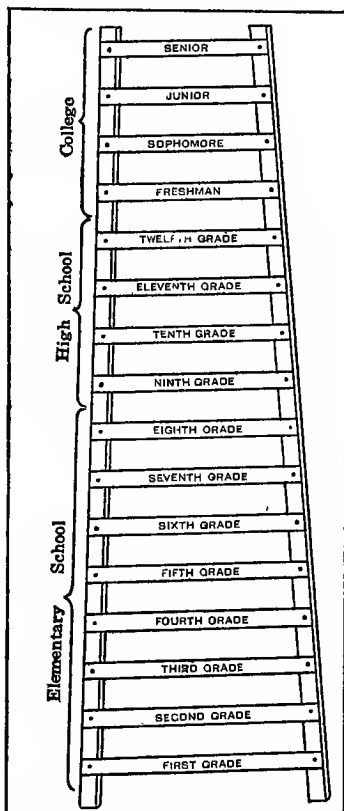 College
SENIOR
JUNIOR
SOPHOMORE
FRESHMAN
High School
TWELFTH GRADE
ELEVENTH GRADE
TENTH GRADE
NINTH GRADE
Elementary School
EIGHTH GRADE
SEVENTH GRADE
SIXTH GRADE
FIFTH GRADE
FOURTH GRADE
THIRD GRADE
SECOND GRADE
FIRST GRADE